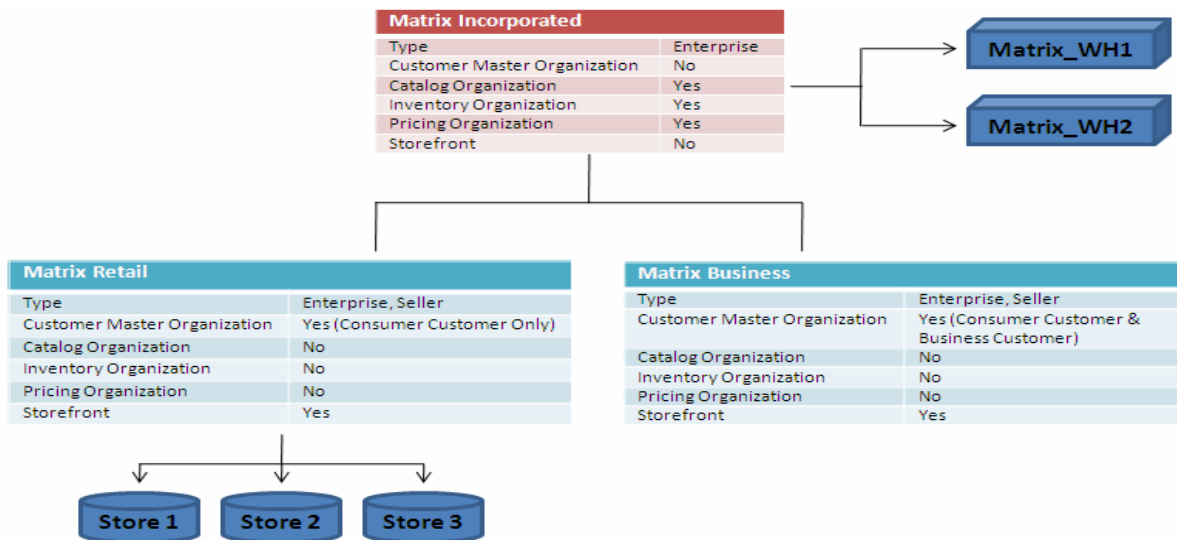 Matrix Incorporated
Type Enterprise
Customer Master Organization No
Catalog Organization Yes
Inventory Organization Yes
Pricing Organization Yes
Storefront No
Matrix_WH1
Matrix_WH2
Matrix Retail
Type Enterprise, Seller
Customer Master Organization Yes (Consumer Customer Only)
Catalog Organization No
Inventory Organization No
Pricing Organization No
Storefront Yes
Matrix Business
Type Enterprise, Seller
Customer Master Organization Yes (Consumer Customer &
Business Customer)
Catalog Organization No
Inventory Organization No
Pricing Organization No
Storefront Yes
Store 1
Store 2
Store 3